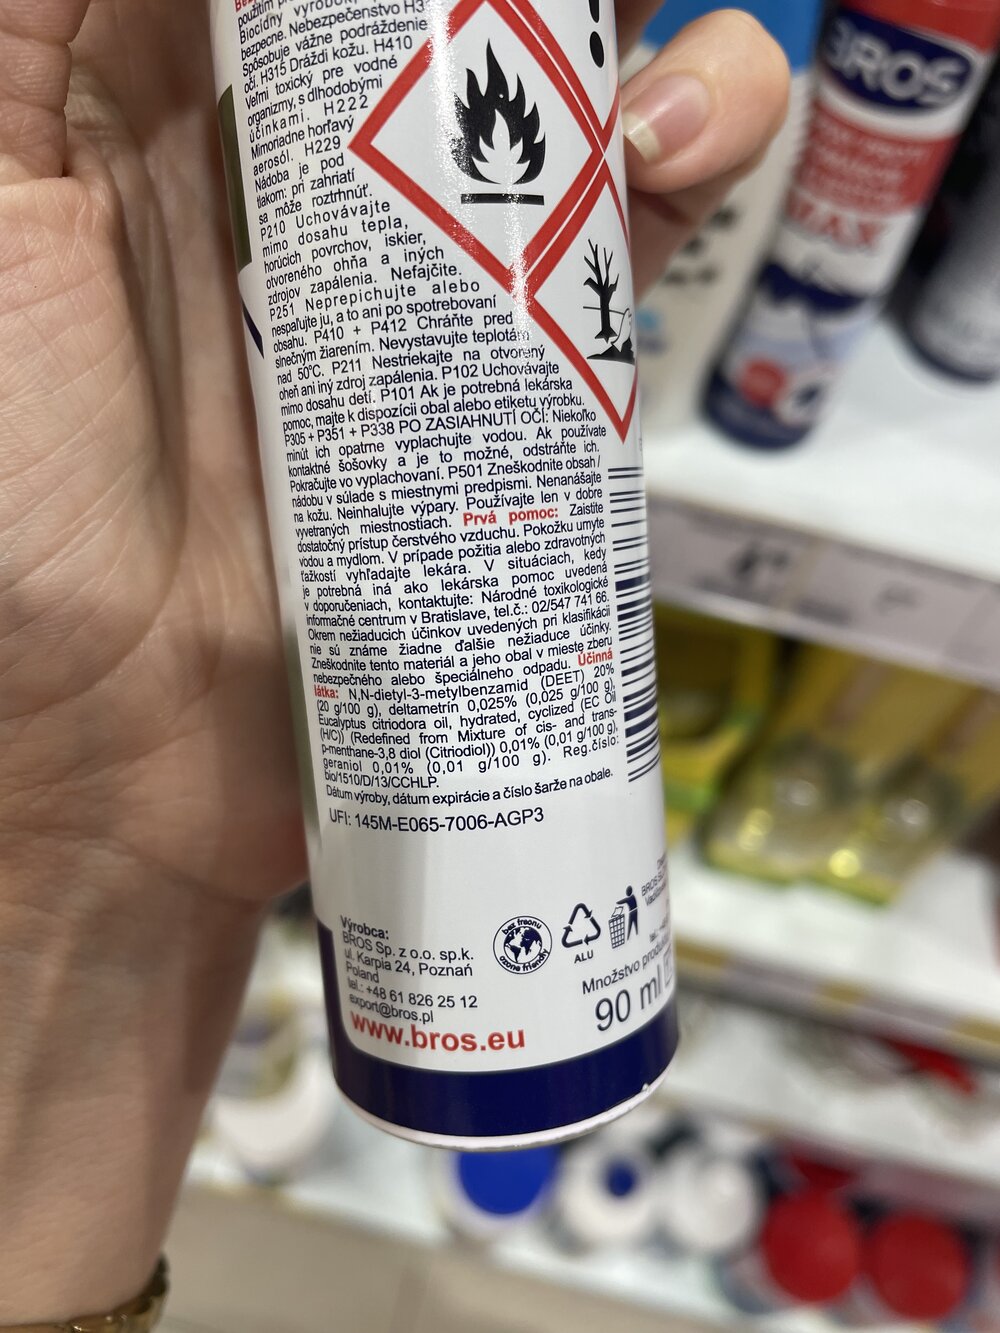 použitím
Biocídny výrobok,
bezpečne. Nebezpečenstvo H3
Spôsobuje vážne podráždenie
očí. H315 Dráždi kožu. H410
Veľmi toxický pre vodné
organizmy, s dlhodobými
účinkami. H222
Mimoriadne horľavý
aerosól. H229
Nádoba je pod
tlakom: pri zahriatí
sa môže roztrhnúť.
P210 Uchovávajte
mimo dosahu tepla,
horúcich povrchov, iskier,
otvoreného ohňa a iných
zdrojov zapálenia. Nefajčite.
P251 Neprepichujte alebo
nespaľujte ju, a to ani po spotrebovaní
obsahu. P410 + P412 Chráňte pred
slnečným žiarením. Nevystavujte teplotám
nad 50°C. P211 Nestriekajte na otvorený
oheň ani iný zdroj zapálenia. P102 Uchovávajte
mimo dosahu detí. P101 Ak je potrebná lekárska
pomoc, majte k dispozícii obal alebo etiketu výrobku.
P305 + P351 + P338 PO ZASIAHNUTÍ OČÍ: Niekoľko
minút ich opatrne vyplachujte vodou. Ak používate
kontaktné šošovky a je to možné, odstráňte ich.
Pokračujte vo vyplachovaní. P501 Zneškodnite obsah/
nádobu v súlade s miestnymi predpismi. Nenanášajte
na kožu. Neinhalujte výpary. Používajte len v dobre
vyvetraných miestnostiach. Prvá pomoc: Zaistite
dostatočný prístup čerstvého vzduchu. Pokožku umyte
vodou a mydlom. V prípade požitia alebo zdravotných
ťažkostí vyhľadajte lekára. V situáciach, kedy
je potrebná iná ako lekárska pomoc uvedená
v doporučeniach, kontaktujte: Národné toxikologické
informačné centrum v Bratislave, tel.č.: 02/547 741 66.
Okrem nežiaducich účinkov uvedených pri klasifikácii
nie sú známe žiadne ďalšie nežiaduce účinky.
Zneškodnite tento materiál a jeho obal v mieste zberu
nebezpečného alebo špeciálneho odpadu. Účinná
látka: N,N-dietyl-3-metylbenzamid (DEET) 20%
(20 g/100 g), deltametrín 0,025% (0,025 g/100 g),
Eucalyptus citriodora oil, hydrated, cyclized (EC Oil
(H/C)) (Redefined from Mixture of cis- and trans-
p-menthane-3,8 diol (Citriodiol)) 0,01% (0,01 g/100 g),
geraniol 0,01% (0,01 g/100 g). Reg.číslo:
bio/1510/D/13/CCHLP.
Dátum výroby, dátum expirácie a číslo šarže na obale.
UFI: 145M-E065-7006-AGP3
Výrobca:
BROS Sp. z o.o. sp.k.
ul. Karpia 24, Poznań
Poland
tel.: +48 61 826 25 12
export@bros.pl
www.bros.eu
bez freonu
ozone friendly
ALU
BROS
Množstvo
90 ml
BROS
MAX